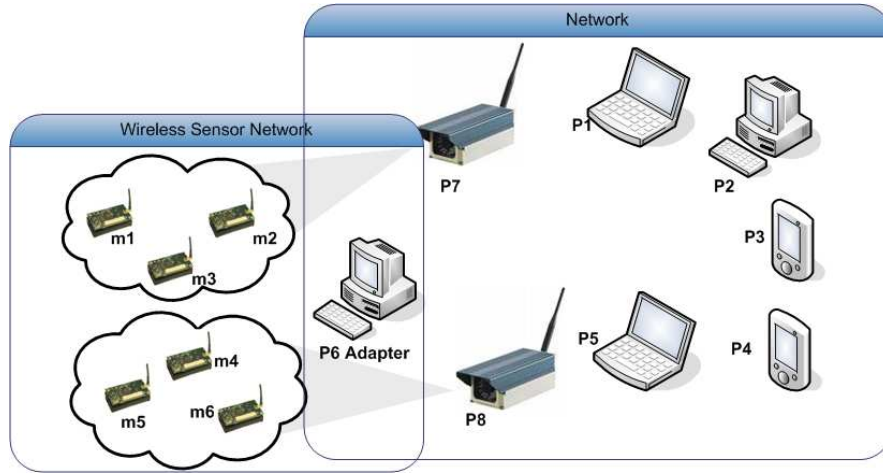 Network
Wireless Sensor Network
P1
P7
P2
m1
m2
m3
P3
P6 Adapter
P5
P4
m4
m5
m6
P8